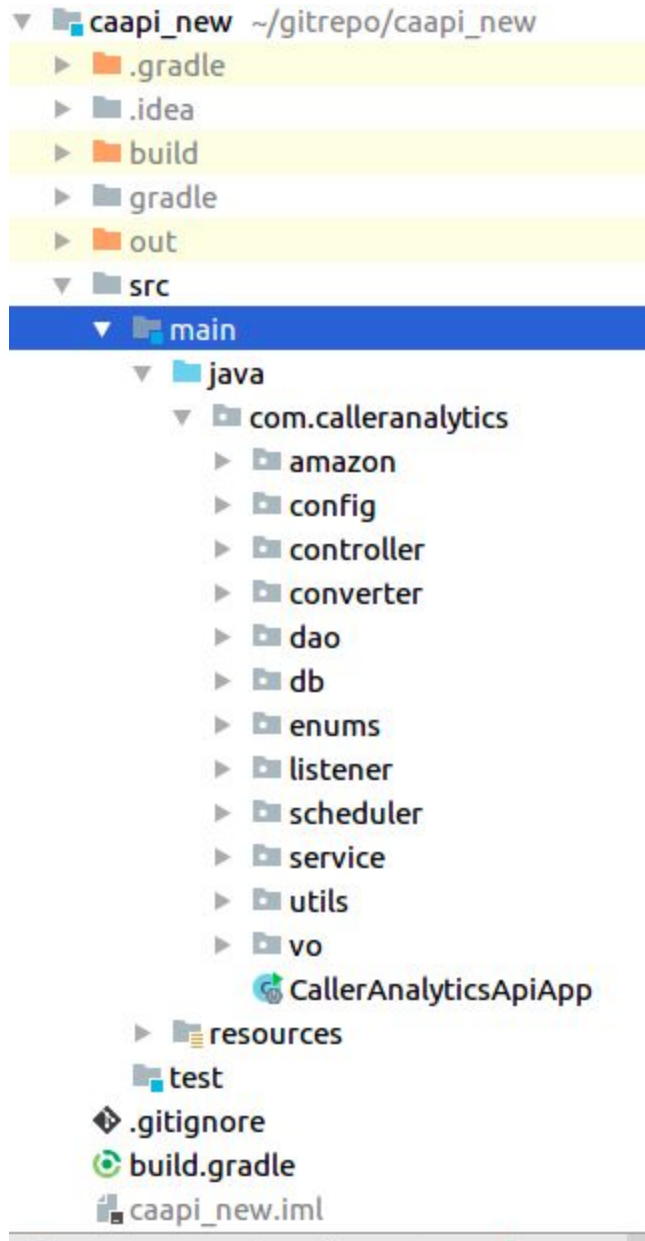 caapi_new ~/gitrepo/caapi_new
.gradle
.idea
build
gradle
out
src
main
java
com.calleranalytics
amazon
config
controller
converter
dao
db
enums
listener
scheduler
service
utils
vo
CallerAnalyticsApiApp
resources
test
.gitignore
build.gradle
caapi_new.iml